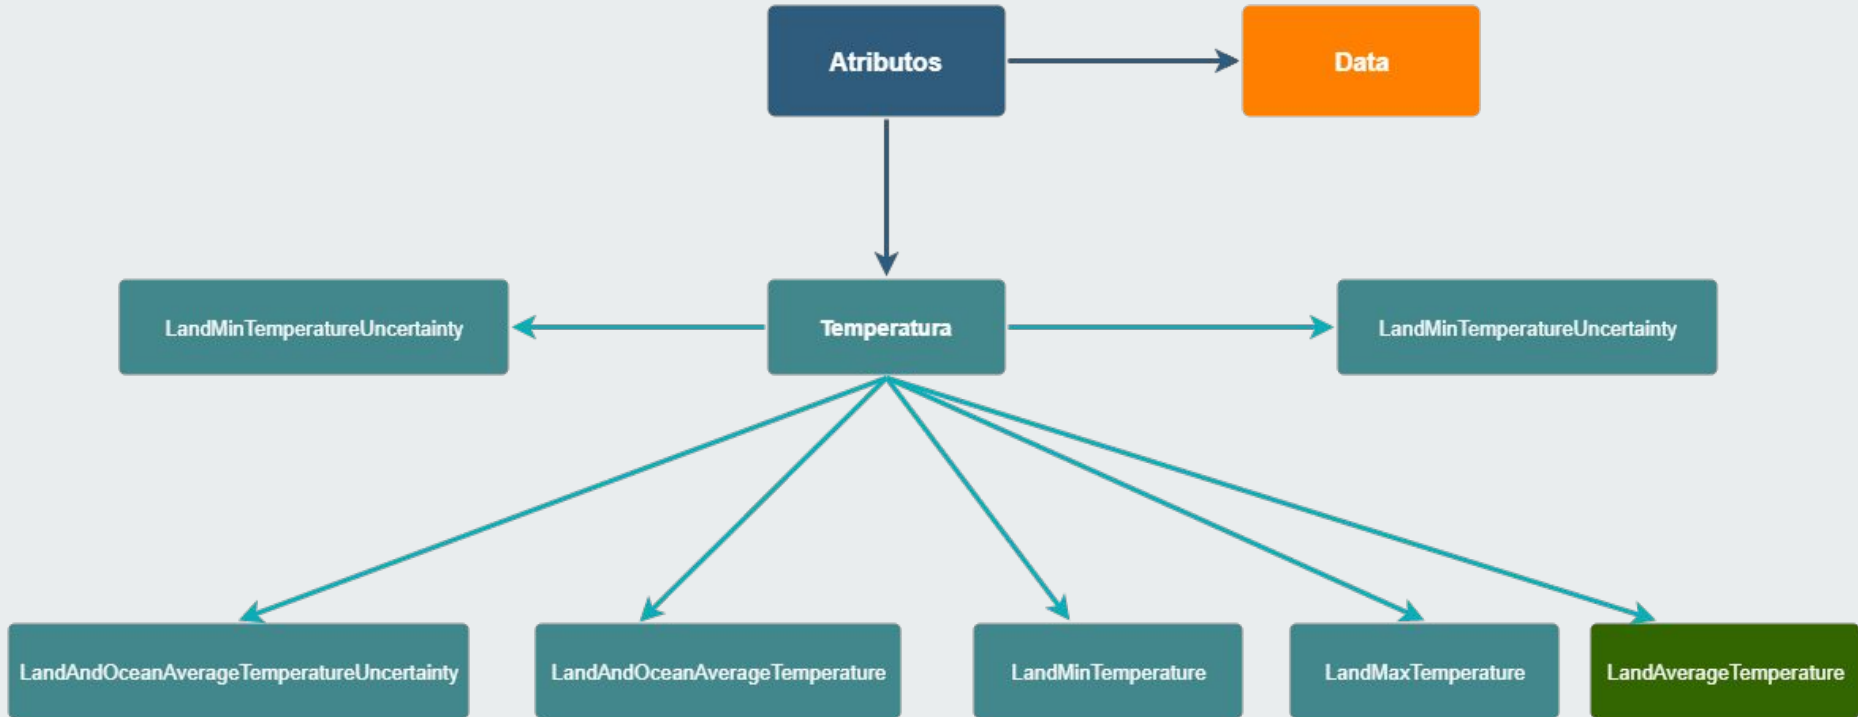 Atributos
Data
LandMinTemperatureUncertainty
Temperatura
LandMinTemperatureUncertainty
LandAndOceanAverageTemperatureUncertainty
LandAndOceanAverageTemperature
LandMinTemperature
LandMaxTemperature
LandAverageTemperature